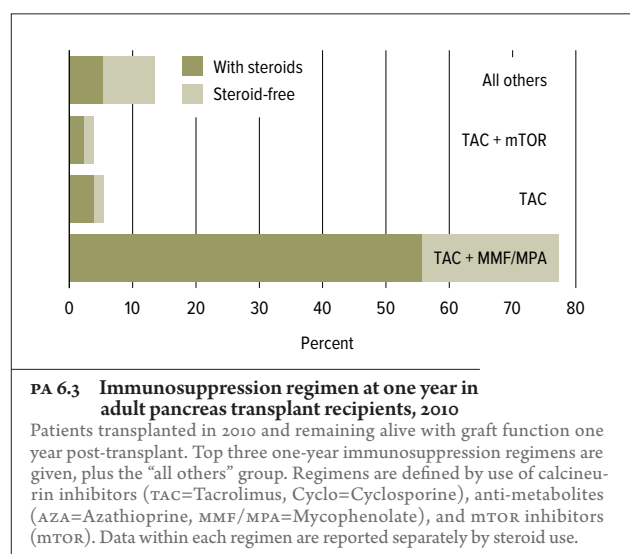 With steroids
Steroid-free
All others
TAC + mTOR
TAC
TAC + MMF/MPA
0 10 20 30 40 50 60 70 80
Percent
PA 6.3 Immunosuppression regimen at one year in
adult pancreas transplant recipients, 2010
Patients transplanted in 2010 and remaining alive with graft function one
year post-transplant. Top three one-year immunosuppression regimens are
given, plus the “all others” group. Regimens are defined by use of calcineu-
rin inhibitors (TAC=Tacrolimus, Cyclo=Cyclosporine), anti-metabolites
(AZA=Azathioprine, MMF/MPA=Mycophenolate), and mTOR inhibitors
(mTOR). Data within each regimen are reported separately by steroid use.